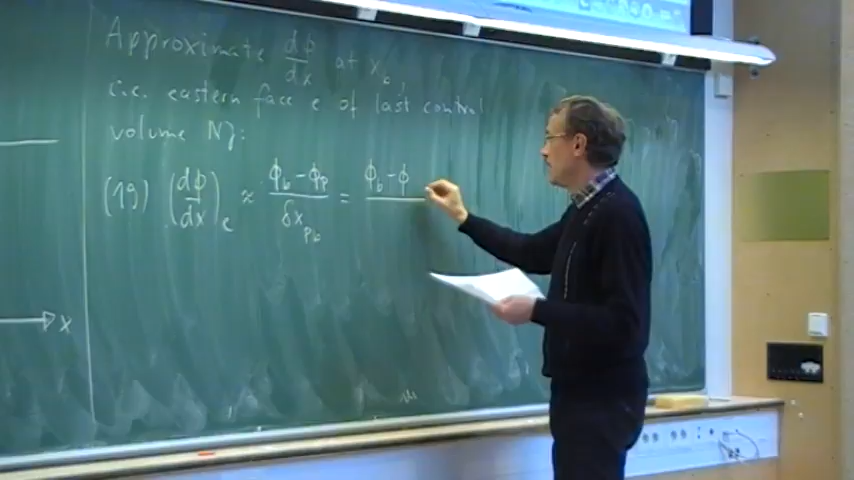 Approximate dϕ/dx at x_b,
i.e. eastern face e of last control
volume Nj:
(19) (dϕ/dx)_e ≈ (ϕ_b - ϕ_P)/(δx_Pb) = ϕ_b - ϕ
x